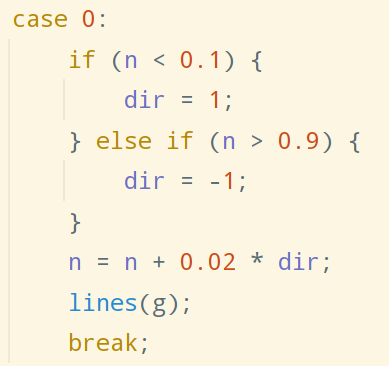 case 0:
    if (n < 0.1) {
        dir = 1;
    } else if (n > 0.9) {
        dir = -1;
    }
    n = n + 0.02 * dir;
    lines(g);
    break;